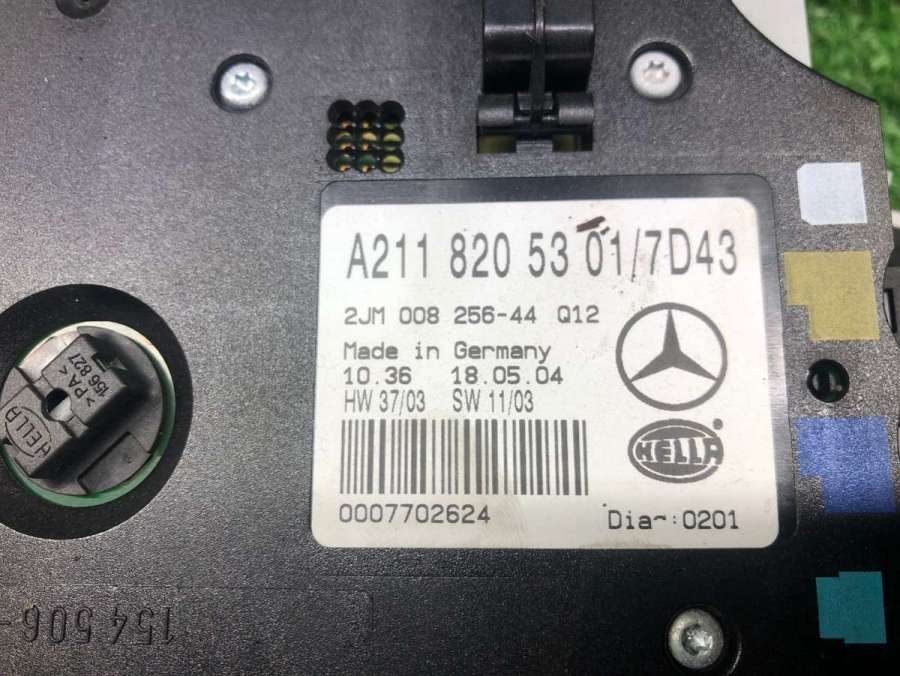 A211 820 53 01/7D43
2JM 008 256-44 Q12
Made in Germany
10.36 18.05.04
HW 37/03 SW 11/03
HELLA
0007702624
Dia~:0201
HELLA
>PA<
156 827
154 506-